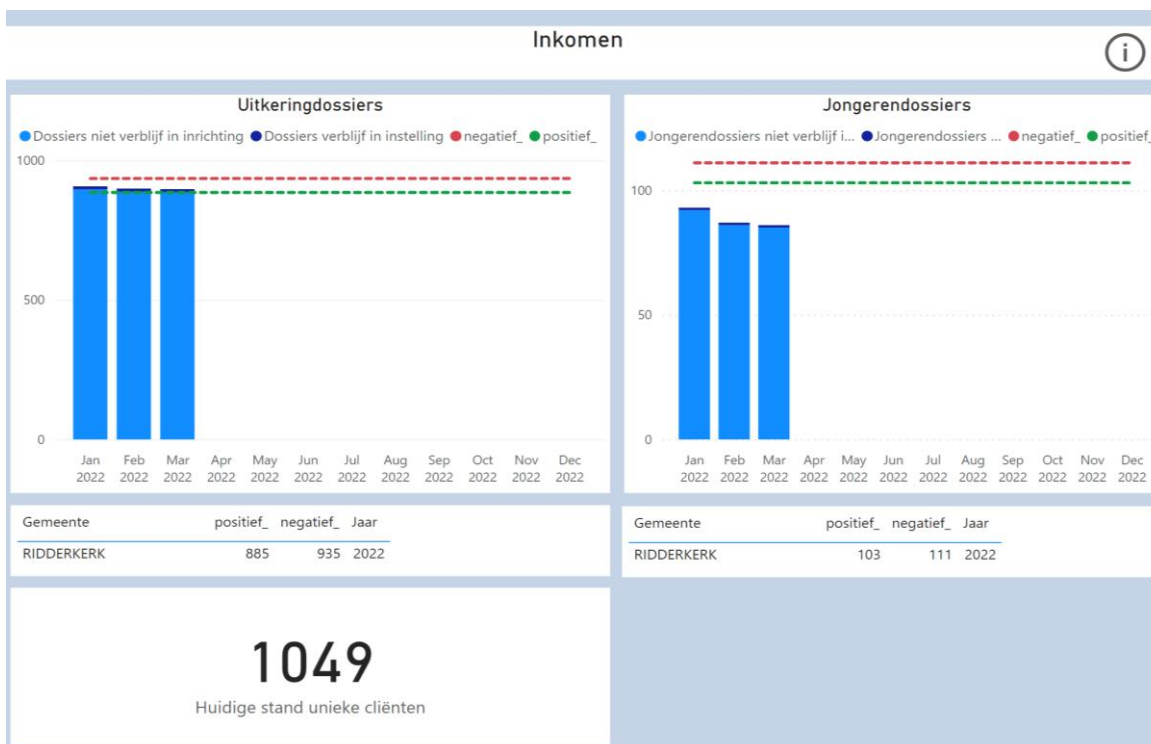 Inkomen
i
Uitkeringdossiers
Dossiers niet verblijf in inrichting Dossiers verblijf in instelling negatief_ positief_
1000
500
0
Jan Feb Mar Apr May Jun Jul Aug Sep Oct Nov Dec
2022 2022 2022 2022 2022 2022 2022 2022 2022 2022 2022 2022
Gemeente positief_ negatief_ Jaar
RIDDERKERK 885 935 2022
1049
Huidige stand unieke cliënten
Jongerendossiers
Jongerendossiers niet verblijf i... Jongerendossiers ... negatief_ positief_
100
50
0
Jan Feb Mar Apr May Jun Jul Aug Sep Oct Nov Dec
2022 2022 2022 2022 2022 2022 2022 2022 2022 2022 2022 2022
Gemeente positief_ negatief_ Jaar
RIDDERKERK 103 111 2022